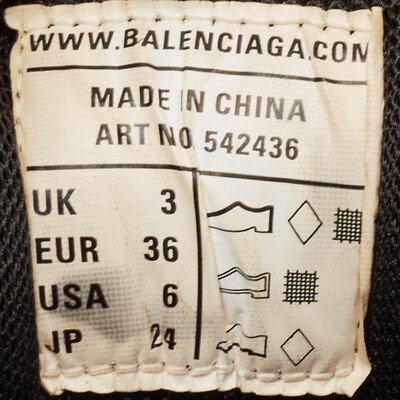 WWW.BALENCIAGA.COM
MADE IN CHINA
ART NO 542436
UK 3
EUR 36
USA 6
JP 24